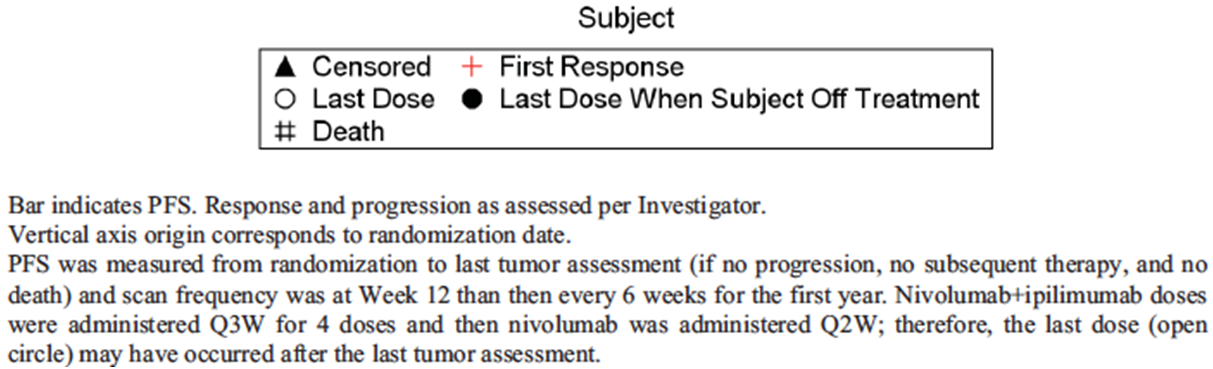 Subject
▲ Censored + First Response
○ Last Dose ● Last Dose When Subject Off Treatment
# Death
Bar indicates PFS. Response and progression as assessed per Investigator.
Vertical axis origin corresponds to randomization date.
PFS was measured from randomization to last tumor assessment (if no progression, no subsequent therapy, and no
death) and scan frequency was at Week 12 than then every 6 weeks for the first year. Nivolumab+ipilimumab doses
were administered Q3W for 4 doses and then nivolumab was administered Q2W; therefore, the last dose (open
circle) may have occurred after the last tumor assessment.